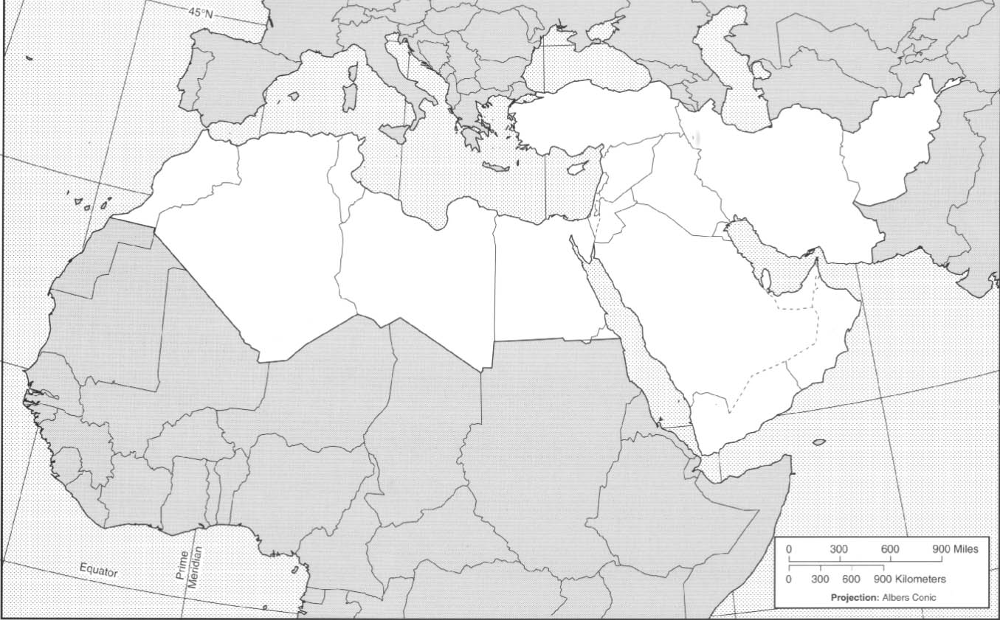 45°N
Equator
Prime
Meridian
0 300 600 900 Miles
0 300 600 900 Kilometers
Projection: Albers Conic